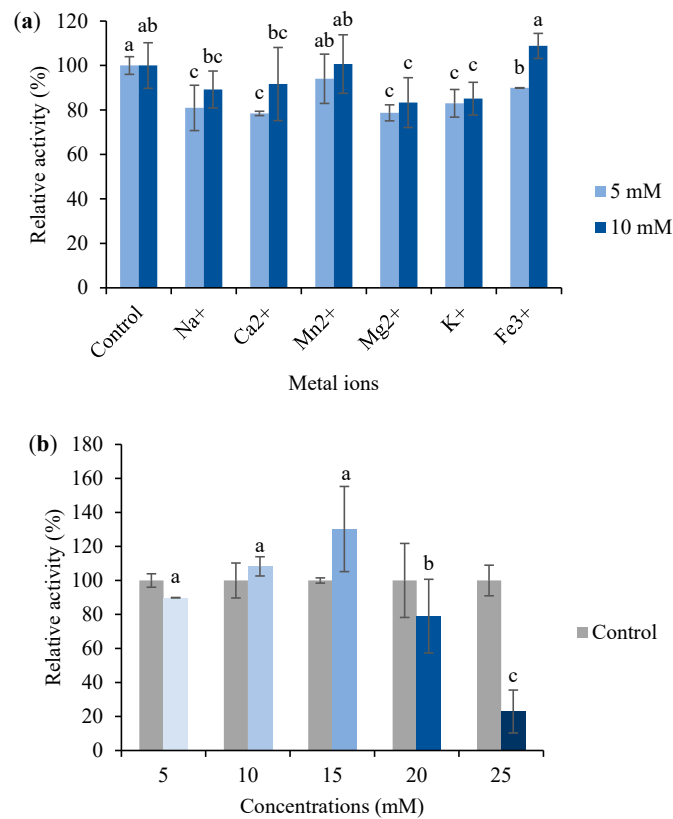 (a)
120
100
80
60
40
20
0
Relative activity (%)
a ab
c bc
c bc
ab ab
c c
c c
b a
Control Na+ Ca2+ Mn2+ Mg2+ K+ Fe3+
Metal ions
5 mM
10 mM
(b)
180
160
140
120
100
80
60
40
20
0
Relative activity (%)
a a a b c
5 10 15 20 25
Concentrations (mM)
Control